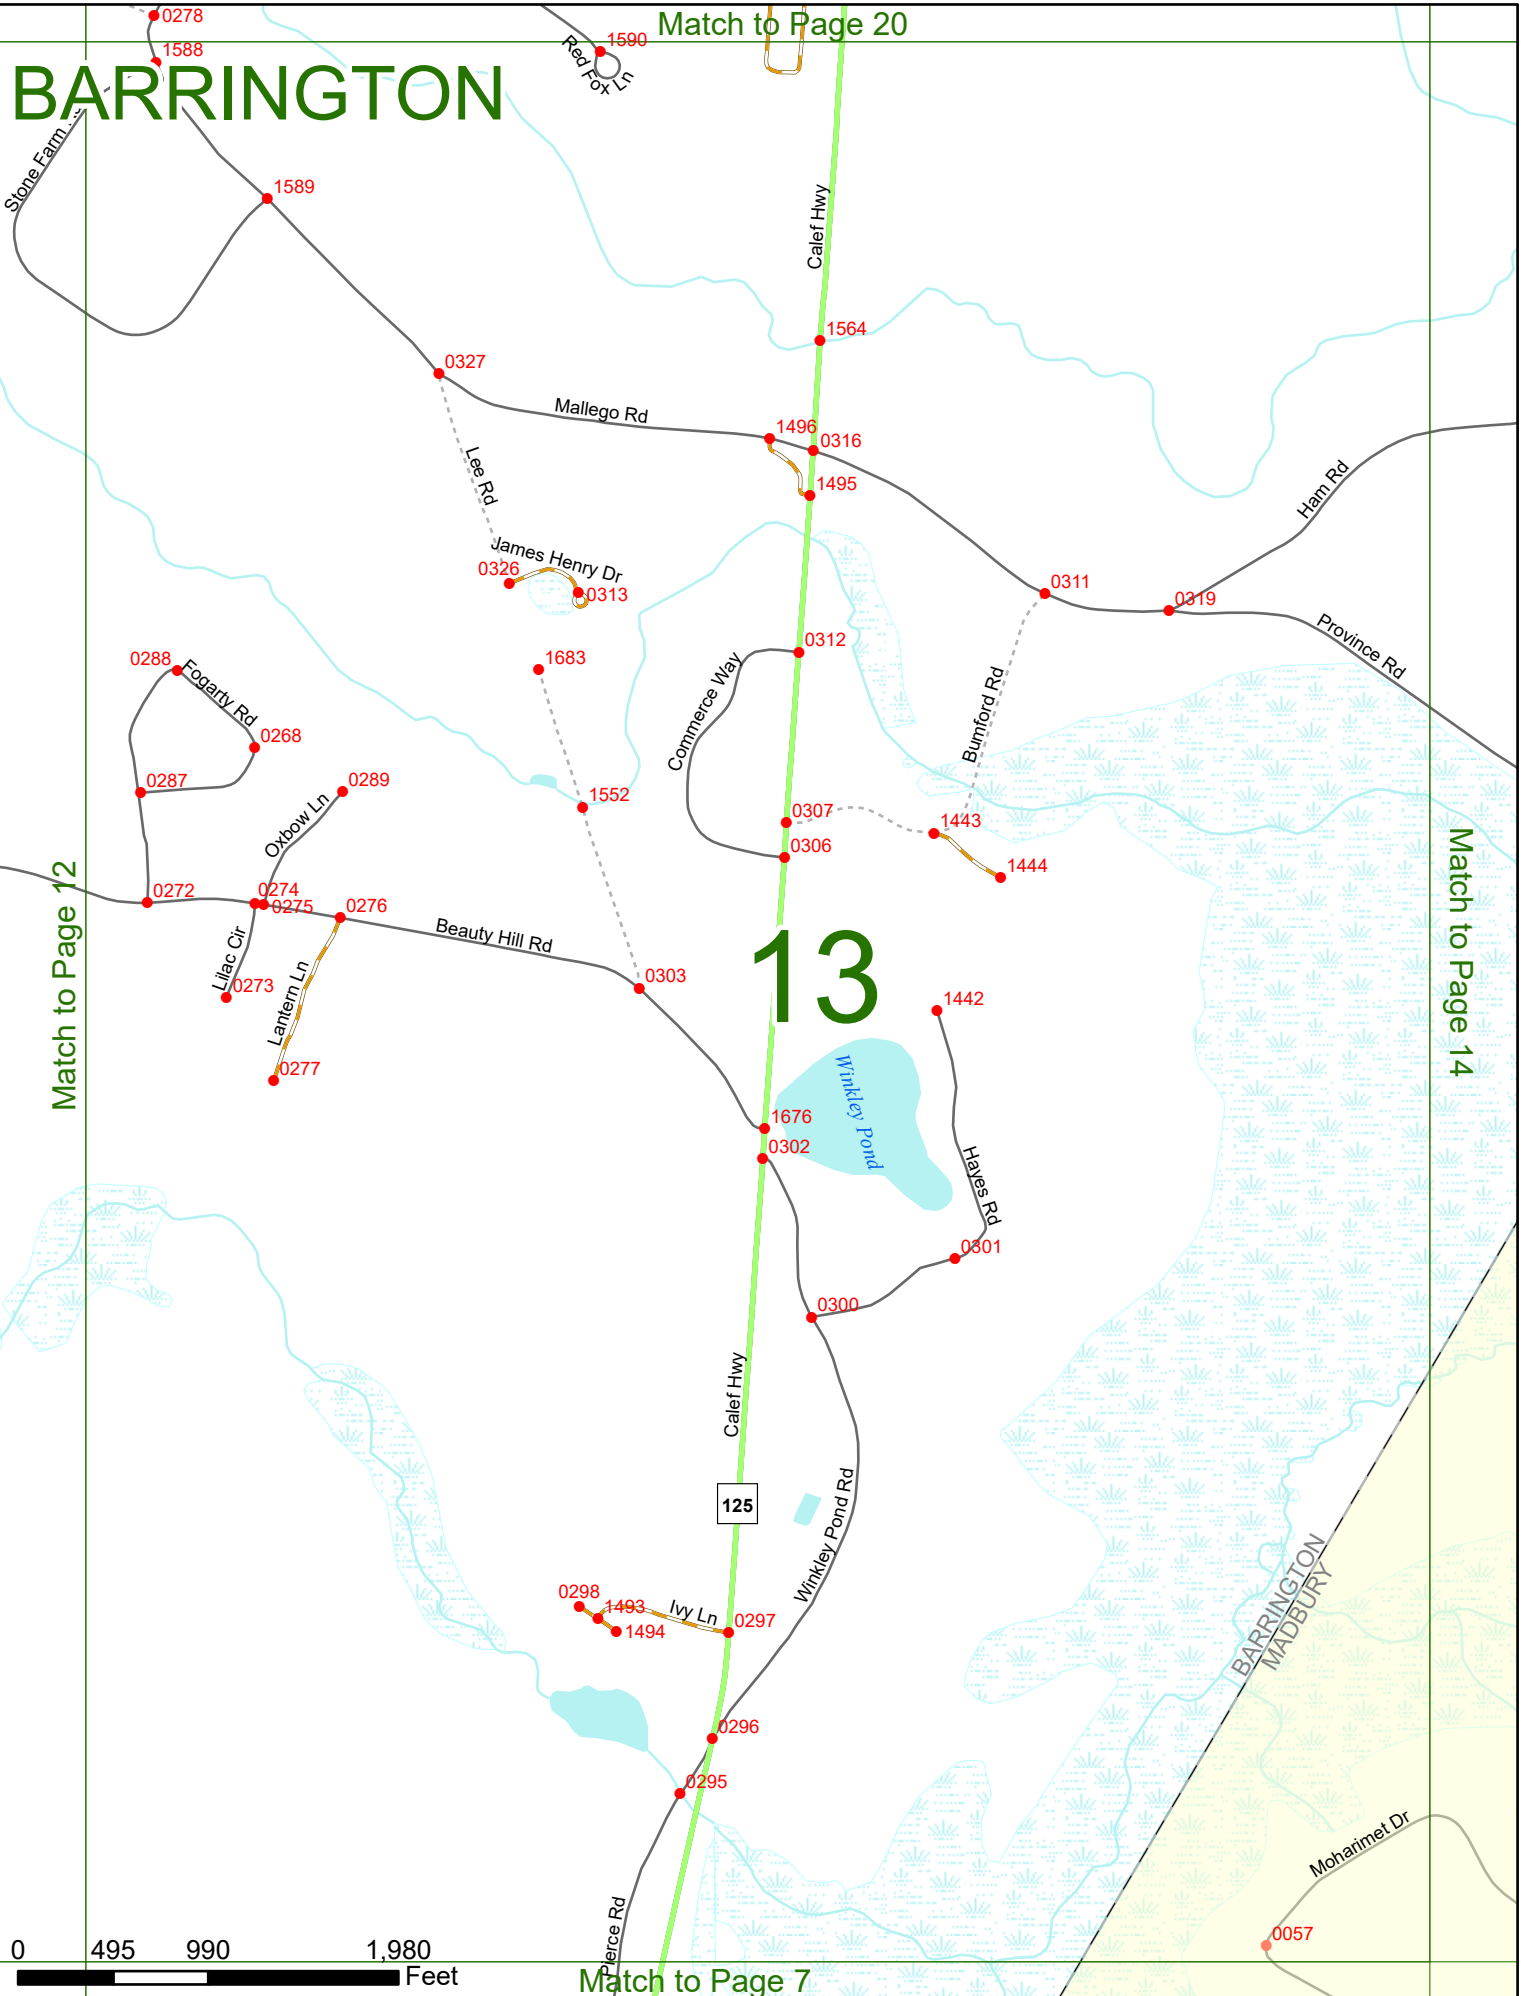 Match to Page 20
0278
1588
1590
Red Fox Ln
BARRINGTON
Stone Farm
1589
Calef Hwy
1564
0327
Mallego Rd
1496
0316
1495
Lee Rd
Ham Rd
James Henry Dr
0326
0313
0311
0319
Province Rd
0312
1683
0288
Fogarty Rd
0268
Commerce Way
Bumford Rd
0287
0289
Oxbow Ln
1552
0307
0306
1443
1444
Match to Page 12
Match to Page 14
0272
0274
0275
0276
Beauty Hill Rd
Lilac Cir
0273
Lantern Ln
0277
0303
13
1442
Winkley Pond
1676
0302
Hayes Rd
0301
0300
Calef Hwy
125
Winkley Pond Rd
0298
1493
1494
Ivy Ln
0297
BARRINGTON
MADBURY
0296
0295
Moharimet Dr
0057
Pierce Rd
0 495 990 1,980
Feet
Match to Page 7